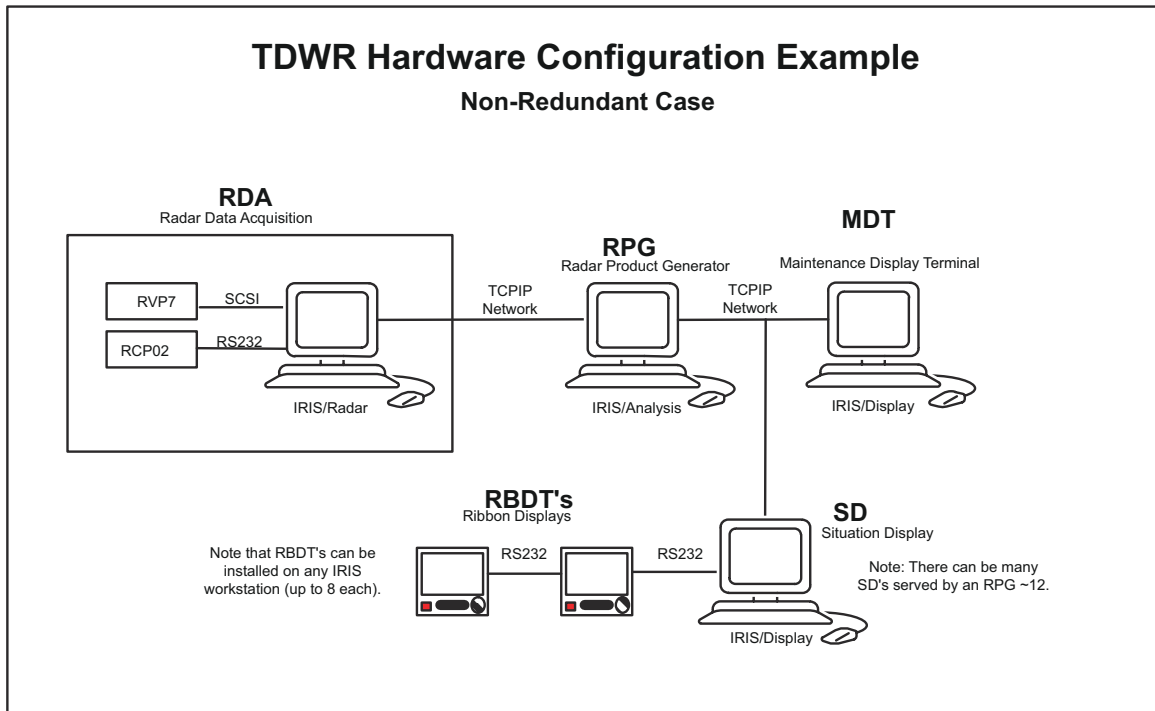 TDWR Hardware Configuration Example
Non-Redundant Case
RDA
Radar Data Acquisition
RVP7
SCSI
RCP02
RS232
IRIS/Radar
TCPIP
Network
RPG
Radar Product Generator
IRIS/Analysis
TCPIP
Network
MDT
Maintenance Display Terminal
IRIS/Display
RBDT's
Ribbon Displays
Note that RBDT's can be
installed on any IRIS
workstation (up to 8 each).
RS232
RS232
SD
Situation Display
Note: There can be many
SD's served by an RPG ~12.
IRIS/Display